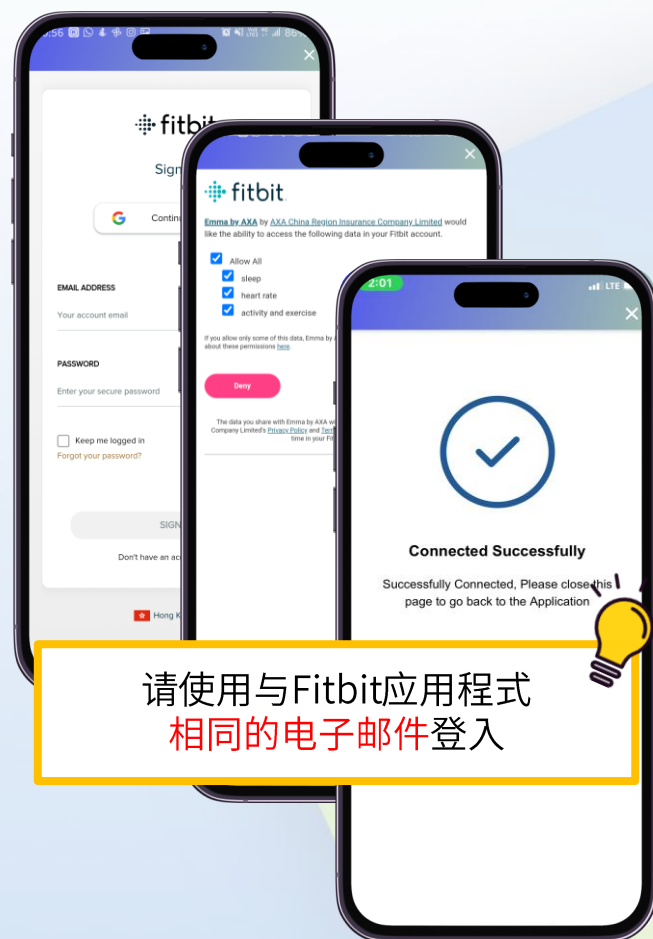 :56
86
fitbit
Sign
Continu
EMAIL ADDRESS
Your account email
PASSWORD
Enter your secure password
Keep me logged in
Forgot your password?
SIGN
Don't have an acc
Hong K
fitbit
Emma by AXA by AXA China Region Insurance Company Limited would
like the ability to access the following data in your Fitbit account.
Allow All
sleep
heart rate
activity and exercise
If you allow only some of this data, Emma by
about these permissions here.
Deny
The data you share with Emma by AXA wi
Company Limited's Privacy Policy and
time in your Fit
2:01
LTE
Connected Successfully
Successfully Connected, Please close this
page to go back to the Application
请使用与Fitbit应用程式
相同的电子邮件登入